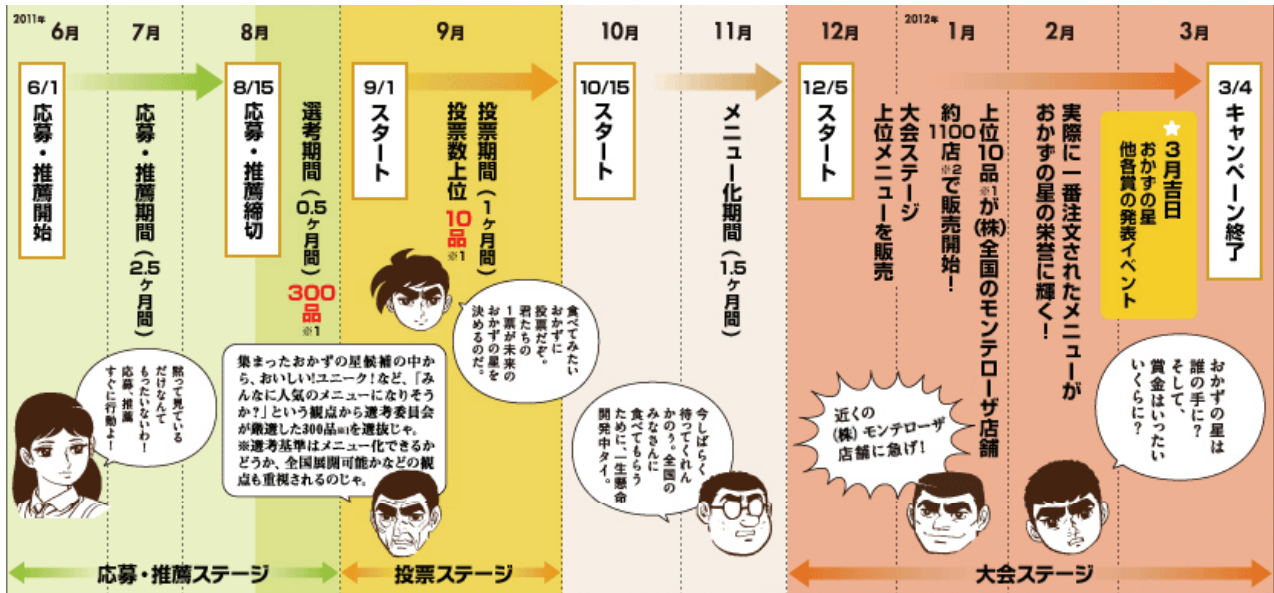 2011年
6月
7月
8月
9月
10月
11月
12月
2012年
1月
2月
3月
6/1
応募・推薦開始
応募・推薦期間(2.5ヶ月間)
8/15
応募・推薦締切
選考期間(0.5ヶ月間)
300品※1
9/1
スタート
投票期間(1ヶ月間)
投票数上位10品※1
10/15
スタート
メニュー化期間(1.5ヶ月間)
12/5
スタート
大会ステージ
上位メニューを販売
上位10品※1が(株)全国のモンテローザ店舗
約1100店※2で販売開始!
実際に一番注文されたメニューが
おかずの星の栄誉に輝く!
★3月吉日
おかずの星
他各賞の発表イベント
3/4
キャンペーン終了
黙って見ている
だけなんて
もったいないわ!
応募、推薦
すぐに行動よ!
集まったおかずの星候補の中か
ら、おいしい!ユニーク!など、「み
んなに人気のメニューになりそう
か?」という観点から選考委員会
が厳選した300品※1を選抜じゃ。
※選考基準はメニュー化できるか
どうか、全国展開可能かなどの観
点も重視されるのじゃ。
食べてみたい
おかずに
投票だぞ。
君たちの
1票が未来の
おかずの星を
決めるのだ。
今しばらく、
待ってくれん
かのぅ。全国の
みなさんに
食べてもらう
ために、一生懸命
開発中タイ。
近くの
(株)モンテローザ
店舗に急げ!
おかずの星は
誰の手に?
そして、
賞金はいったい
いくらに?
応募・推薦ステージ
投票ステージ
大会ステージ